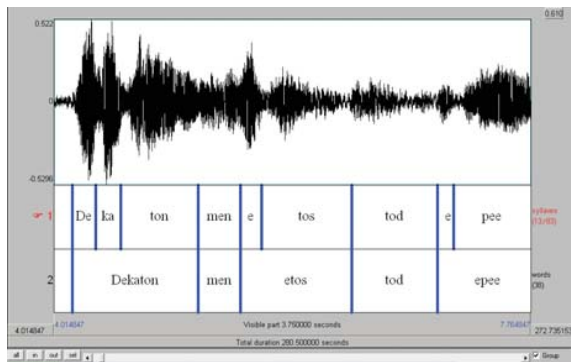 0.610
0.522
0
-0.5296
1 De ka ton men e tos tod e pee syllables
(13/93)
2 Dekaton men etos tod epee words
(38)
4.014847 4.014847 Visible part 3.750000 seconds 7.764847 272.735153
Total duration 280.500000 seconds
all in out sel Group